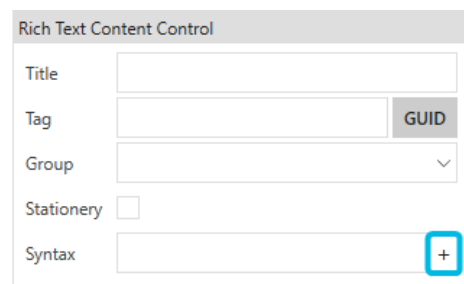 Rich Text Content Control
Title
Tag GUID
Group
Stationery
Syntax +